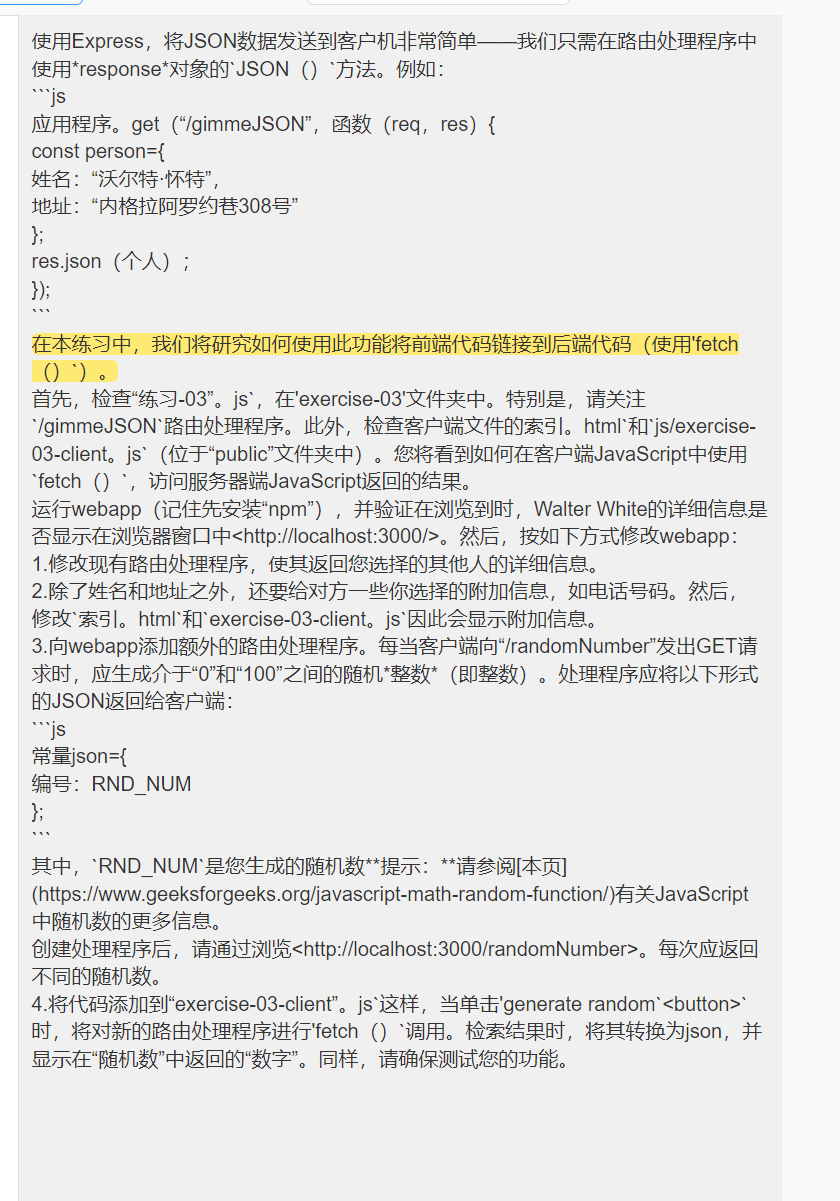 使用Express，将JSON数据发送到客户机非常简单——我们只需在路由处理程序中
使用*response*对象的`JSON（）`方法。例如：
```js
应用程序。get（“/gimmeJSON”，函数（req，res）{
const person={
姓名：“沃尔特·怀特”，
地址：“内格拉阿罗约巷308号”
};
res.json（个人）;
});
```
在本练习中，我们将研究如何使用此功能将前端代码链接到后端代码（使用'fetch
（）`）。
首先，检查“练习-03”。js`，在'exercise-03'文件夹中。特别是，请关注
`/gimmeJSON`路由处理程序。此外，检查客户端文件的索引。html`和`js/exercise-
03-client。js`（位于“public”文件夹中）。您将看到如何在客户端JavaScript中使用
`fetch（）`，访问服务器端JavaScript返回的结果。
运行webapp（记住先安装“npm”），并验证在浏览到时，Walter White的详细信息是
否显示在浏览器窗口中<http://localhost:3000/>。然后，按如下方式修改webapp：
1.修改现有路由处理程序，使其返回您选择的其他人的详细信息。
2.除了姓名和地址之外，还要给对方一些你选择的附加信息，如电话号码。然后，
修改`索引。html`和`exercise-03-client。js`因此会显示附加信息。
3.向webapp添加额外的路由处理程序。每当客户端向“/randomNumber”发出GET请
求时，应生成介于“0”和“100”之间的随机*整数*（即整数）。处理程序应将以下形式
的JSON返回给客户端：
```js
常量json={
编号：RND_NUM
};
```
其中，`RND_NUM`是您生成的随机数**提示：**请参阅[本页]
(https://www.geeksforgeeks.org/javascript-math-random-function/)有关JavaScript
中随机数的更多信息。
创建处理程序后，请通过浏览<http://localhost:3000/randomNumber>。每次应返回
不同的随机数。
4.将代码添加到“exercise-03-client”。js`这样，当单击'generate random`<button>`
时，将对新的路由处理程序进行'fetch（）`调用。检索结果时，将其转换为json，并
显示在“随机数”中返回的“数字”。同样，请确保测试您的功能。